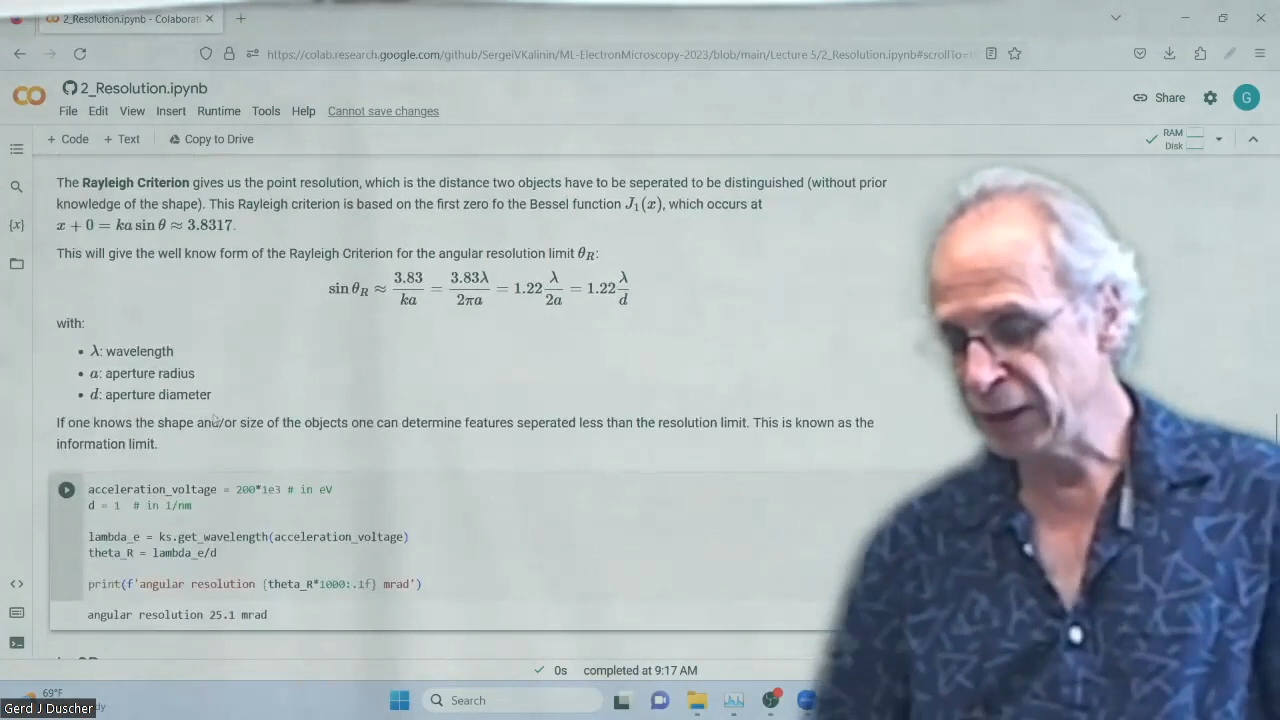 2_Resolution.ipynb - Colaborat
https://colab.research.google.com/github/SergeiVKalinin/ML-ElectronMicroscopy-2023/blob/main/Lecture 5/2_Resolution.ipynb#scrollTo=
2_Resolution.ipynb
Share
G
File Edit View Insert Runtime Tools Help Cannot save changes
+ Code + Text Copy to Drive
RAM
Disk
The Rayleigh Criterion gives us the point resolution, which is the distance two objects have to be seperated to be distinguished (without prior
knowledge of the shape). This Rayleigh criterion is based on the first zero fo the Bessel function J₁(x), which occurs at
x + 0 = ka sin θ ≈ 3.8317.
This will give the well know form of the Rayleigh Criterion for the angular resolution limit θ_R:
sin θ_R ≈ 3.83/ka = 3.83λ/2πa = 1.22 λ/2a = 1.22 λ/d
with:
• λ: wavelength
• a: aperture radius
• d: aperture diameter
If one knows the shape and/or size of the objects one can determine features seperated less than the resolution limit. This is known as the
information limit.
acceleration_voltage = 200*1e3 # in eV
d = 1 # in 1/nm
lambda_e = ks.get_wavelength(acceleration_voltage)
theta_R = lambda_e/d
print(f'angular resolution {theta_R*1000:.1f} mrad')
angular resolution 25.1 mrad
0s completed at 9:17 AM
69°F
Search
Gerd J Duscher